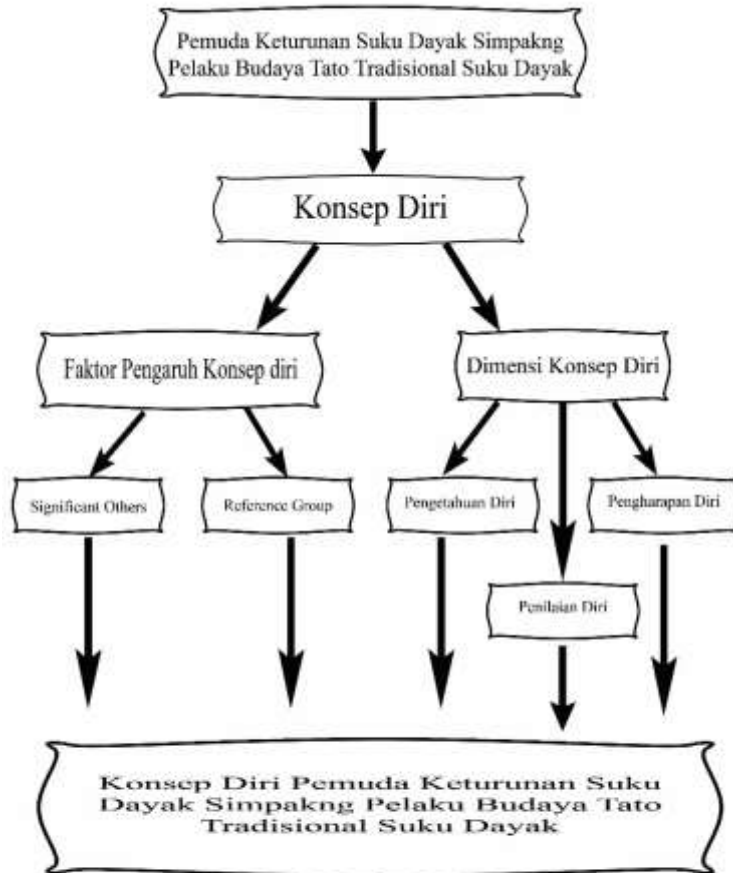 Pemuda Keturunan Suku Dayak Simpakng
Pelaku Budaya Tato Tradisional Suku Dayak
Konsep Diri
Faktor Pengaruh Konsep diri
Dimensi Konsep Diri
Significant Others
Reference Group
Pengetahuan Diri
Pengharapan Diri
Penilaian Diri
Konsep Diri Pemuda Keturunan Suku
Dayak Simpakng Pelaku Budaya Tato
Tradisional Suku Dayak